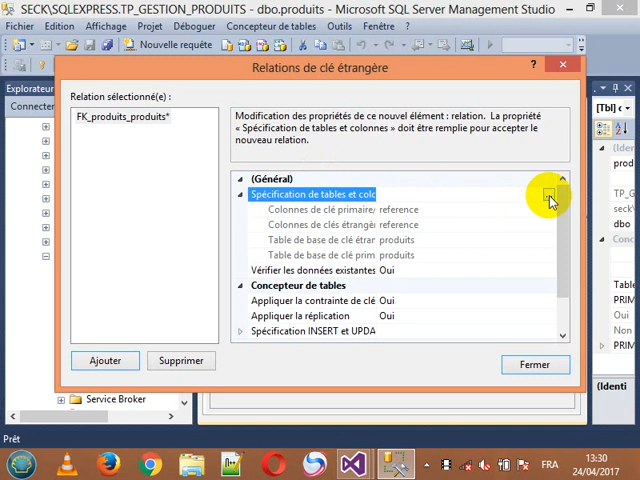 SECK\SQLEXPRESS.TP_GESTION_PRODUITS - dbo.produits - Microsoft SQL Server Management Studio
Fichier Edition Affichage Projet Déboguer Concepteur de tables Outils Fenêtre ?
Nouvelle requête
Relations de clé étrangère
?
Explorateur
Connecter
Relation sélectionné(e) :
FK_produits_produits*
Modification des propriétés de ce nouvel élément : relation. La propriété
« Spécification de tables et colonnes » doit être remplie pour accepter le
nouveau relation.
(Général)
Spécification de tables et colc
Colonnes de clé primaire/ reference
Colonnes de clés étrangè reference
Table de base de clé étran produits
Table de base de clé prim produits
Vérifier les données existantes Oui
Concepteur de tables
Appliquer la contrainte de clé Oui
Appliquer la réplication Oui
Spécification INSERT et UPDA
Ajouter Supprimer
Fermer
[Tbl] c
(Ide
prod
TP_G
seck\
dbo
Conc
Table
Non
Oui
PRIM
PRIM
(Identi
Service Broker
Prêt
FRA
13:30
24/04/2017